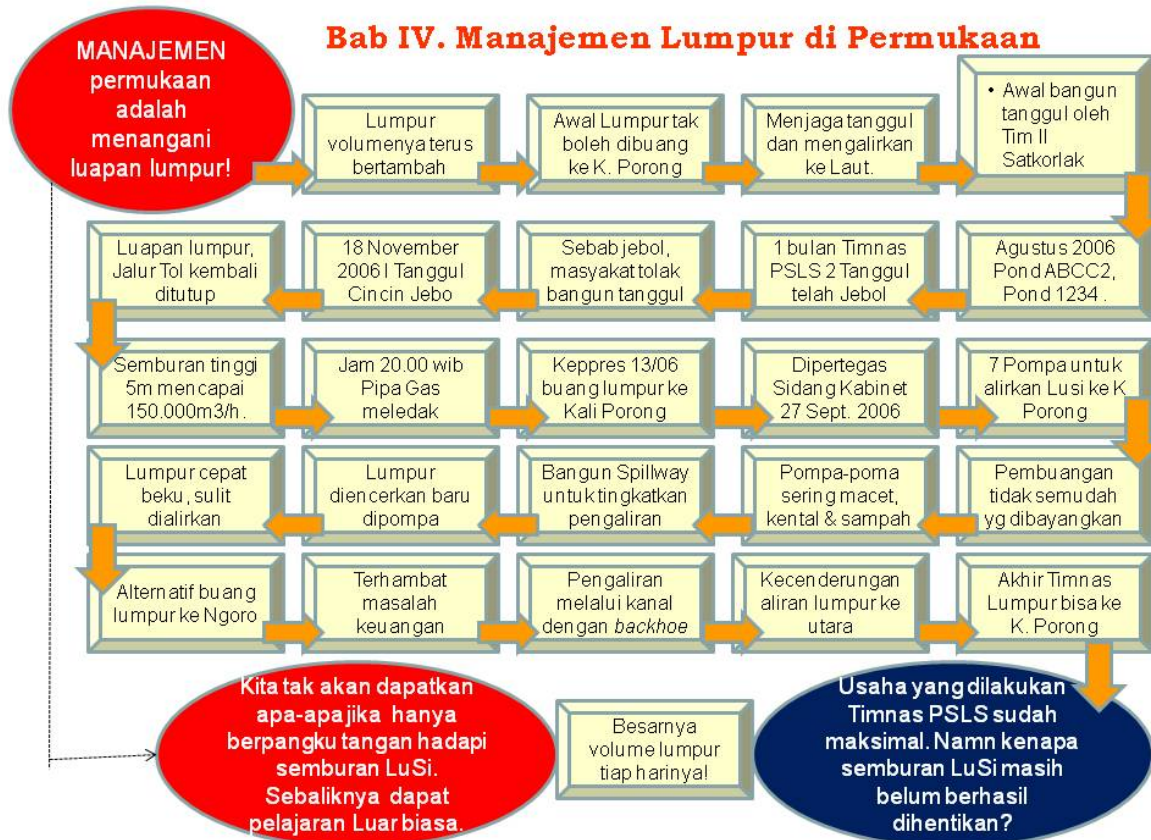 Bab IV. Manajemen Lumpur di Permukaan
MANAJEMEN
permukaan
adalah
menangani
luapan lumpur!
Lumpur
volumenya terus
bertambah
Awal Lumpur tak
boleh dibuang
ke K. Porong
Menjaga tanggul
dan mengalirkan
ke Laut.
• Awal bangun
tanggul oleh
Tim II
Satkorlak
Agustus 2006
Pond ABCC2,
Pond 1234 .
1 bulan Timnas
PSLS 2 Tanggul
telah Jebol
Sebab jebol,
masyakat tolak
bangun tanggul
18 November
2006 I Tanggul
Cincin Jebo
Luapan lumpur,
Jalur Tol kembali
ditutup
Semburan tinggi
5m mencapai
150.000m3/h.
Jam 20.00 wib
Pipa Gas
meledak
Keppres 13/06
buang lumpur ke
Kali Porong
Dipertegas
Sidang Kabinet
27 Sept. 2006
7 Pompa untuk
alirkan Lusi ke K
Porong
Pembuangan
tidak semudah
yg dibayangkan
Pompa-poma
sering macet,
kental & sampah
Bangun Spillway
untuk tingkatkan
pengaliran
Lumpur
diencerkan baru
dipompa
Lumpur cepat
beku, sulit
dialirkan
Alternatif buang
lumpur ke Ngoro
Terhambat
masalah
keuangan
Pengaliran
melalui kanal
dengan backhoe
Kecenderungan
aliran lumpur ke
utara
Akhir Timnas
Lumpur bisa ke
K. Porong
Kita tak akan dapatkan
apa-apa jika hanya
berpangku tangan hadapi
semburan LuSi.
Sebaliknya dapat
pelajaran Luar biasa.
Besarnya
volume lumpur
tiap harinya!
Usaha yang dilakukan
Timnas PSLS sudah
maksimal. Namn kenapa
semburan LuSi masih
belum berhasil
dihentikan?